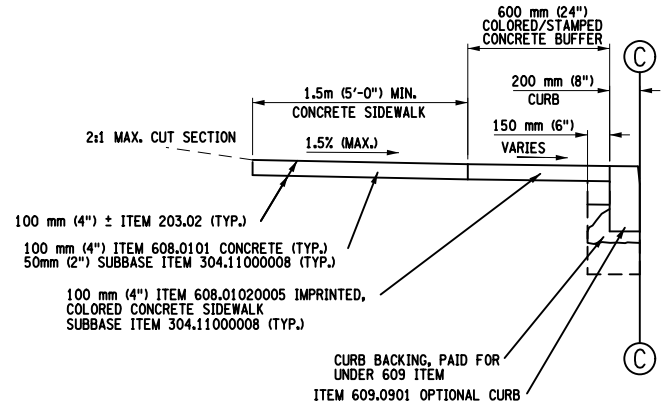 600 mm (24")
COLORED/STAMPED
CONCRETE BUFFER
C
1.5m (5'-0") MIN.
CONCRETE SIDEWALK
200 mm (8")
CURB
2:1 MAX. CUT SECTION
1.5% (MAX.)
150 mm (6")
VARIES
100 mm (4") ± ITEM 203.02 (TYP.)
100 mm (4") ITEM 608.0101 CONCRETE (TYP.)
50mm (2") SUBBASE ITEM 304.11000008 (TYP.)
100 mm (4") ITEM 608.01020005 IMPRINTED,
COLORED CONCRETE SIDEWALK
SUBBASE ITEM 304.11000008 (TYP.)
CURB BACKING, PAID FOR
UNDER 609 ITEM
ITEM 609.0901 OPTIONAL CURB
C